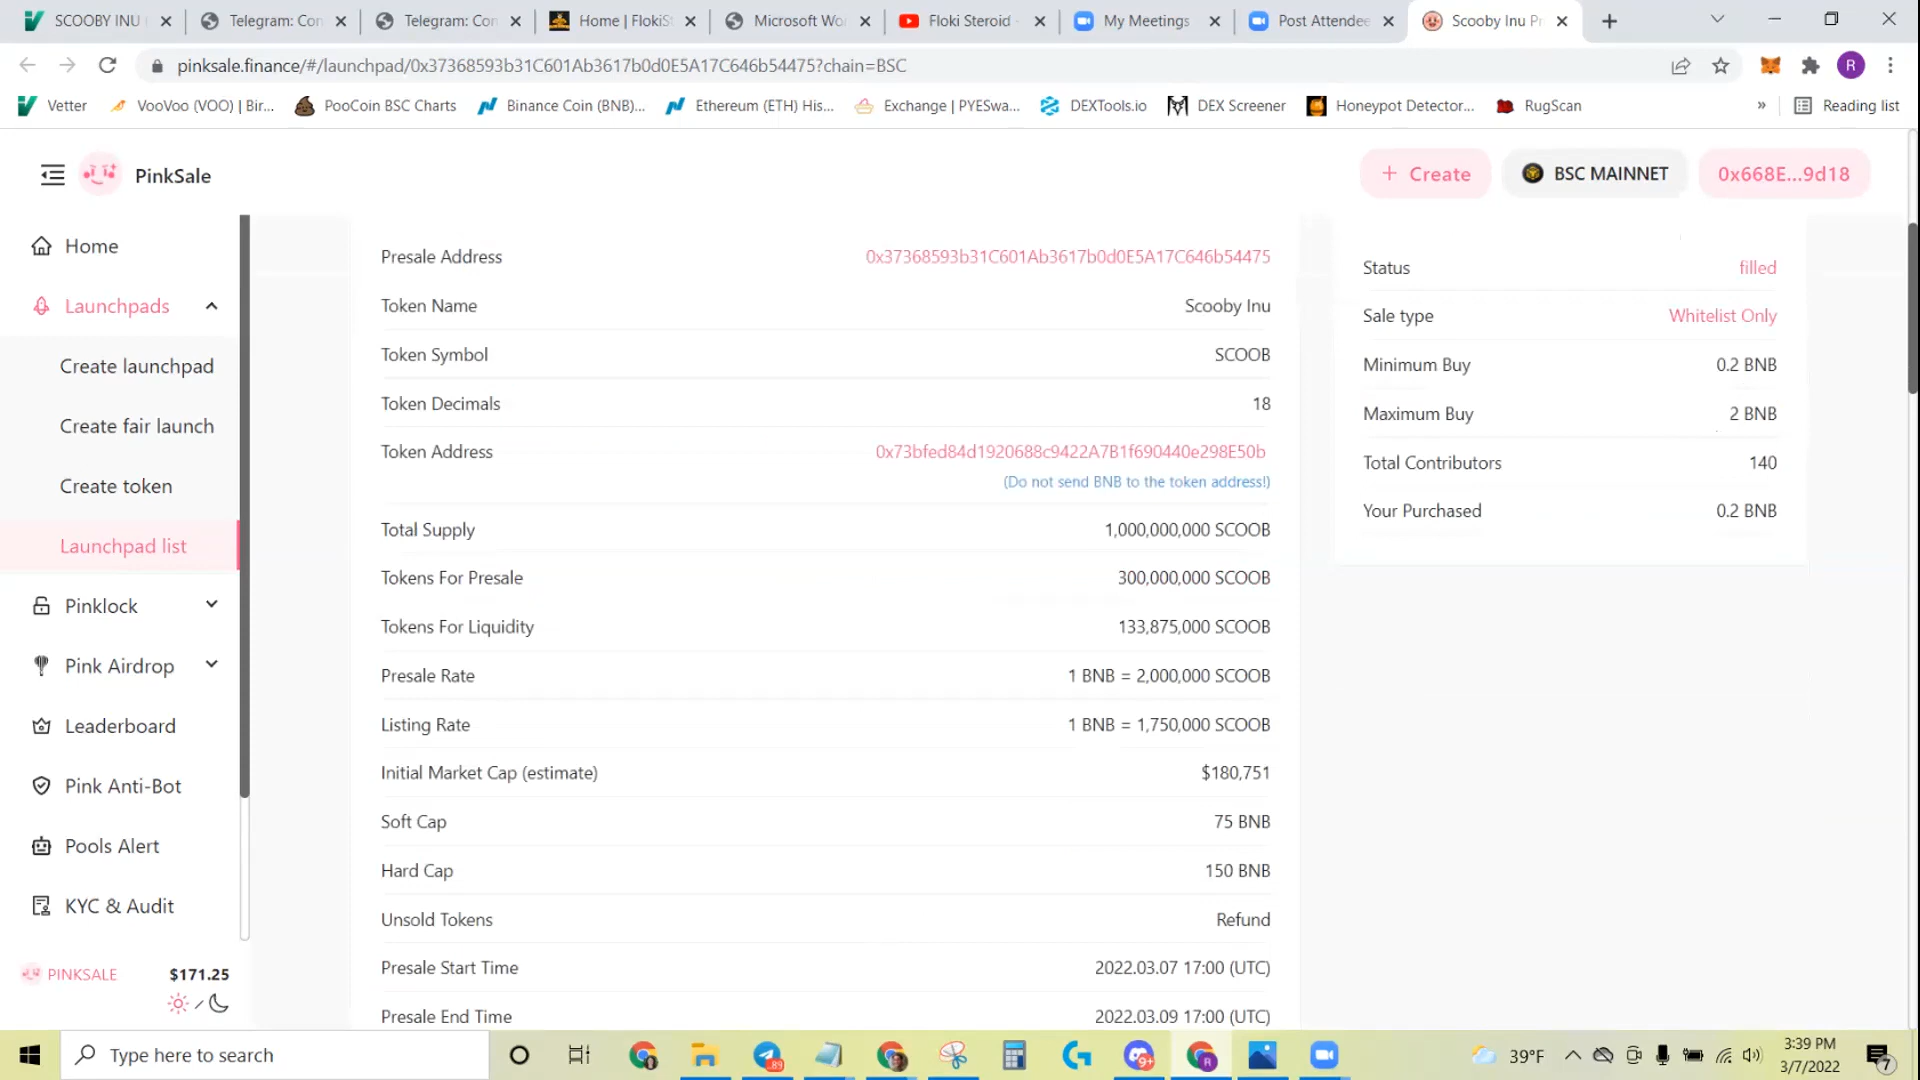 SCOOBY INU
Telegram: Con
Telegram: Con
Home | FlokiSt
Microsoft Wo
Floki Steroid -
My Meetings
Post Attendee
Scooby Inu Pr
pinksale.finance/#/launchpad/0x37368593b31C601Ab3617b0d0E5A17C646b54475?chain=BSC
R
Vetter
VooVoo (VOO) | Bir...
PooCoin BSC Charts
Binance Coin (BNB)...
Ethereum (ETH) His...
Exchange | PYESwa...
DEXTools.io
DEX Screener
Honeypot Detector...
RugScan
»
Reading list
PinkSale
+ Create
BSC MAINNET
0x668E...9d18
Home
Launchpads
Create launchpad
Create fair launch
Create token
Launchpad list
Pinklock
Pink Airdrop
Leaderboard
Pink Anti-Bot
Pools Alert
KYC & Audit
PINKSALE $171.25
Presale Address 0x37368593b31C601Ab3617b0d0E5A17C646b54475
Token Name Scooby Inu
Token Symbol SCOOB
Token Decimals 18
Token Address 0x73bfed84d1920688c9422A7B1f690440e298E50b
(Do not send BNB to the token address!)
Total Supply 1,000,000,000 SCOOB
Tokens For Presale 300,000,000 SCOOB
Tokens For Liquidity 133,875,000 SCOOB
Presale Rate 1 BNB = 2,000,000 SCOOB
Listing Rate 1 BNB = 1,750,000 SCOOB
Initial Market Cap (estimate) $180,751
Soft Cap 75 BNB
Hard Cap 150 BNB
Unsold Tokens Refund
Presale Start Time 2022.03.07 17:00 (UTC)
Presale End Time 2022.03.09 17:00 (UTC)
Status filled
Sale type Whitelist Only
Minimum Buy 0.2 BNB
Maximum Buy 2 BNB
Total Contributors 140
Your Purchased 0.2 BNB
Type here to search
89
9+
R
39°F
3:39 PM
3/7/2022
7